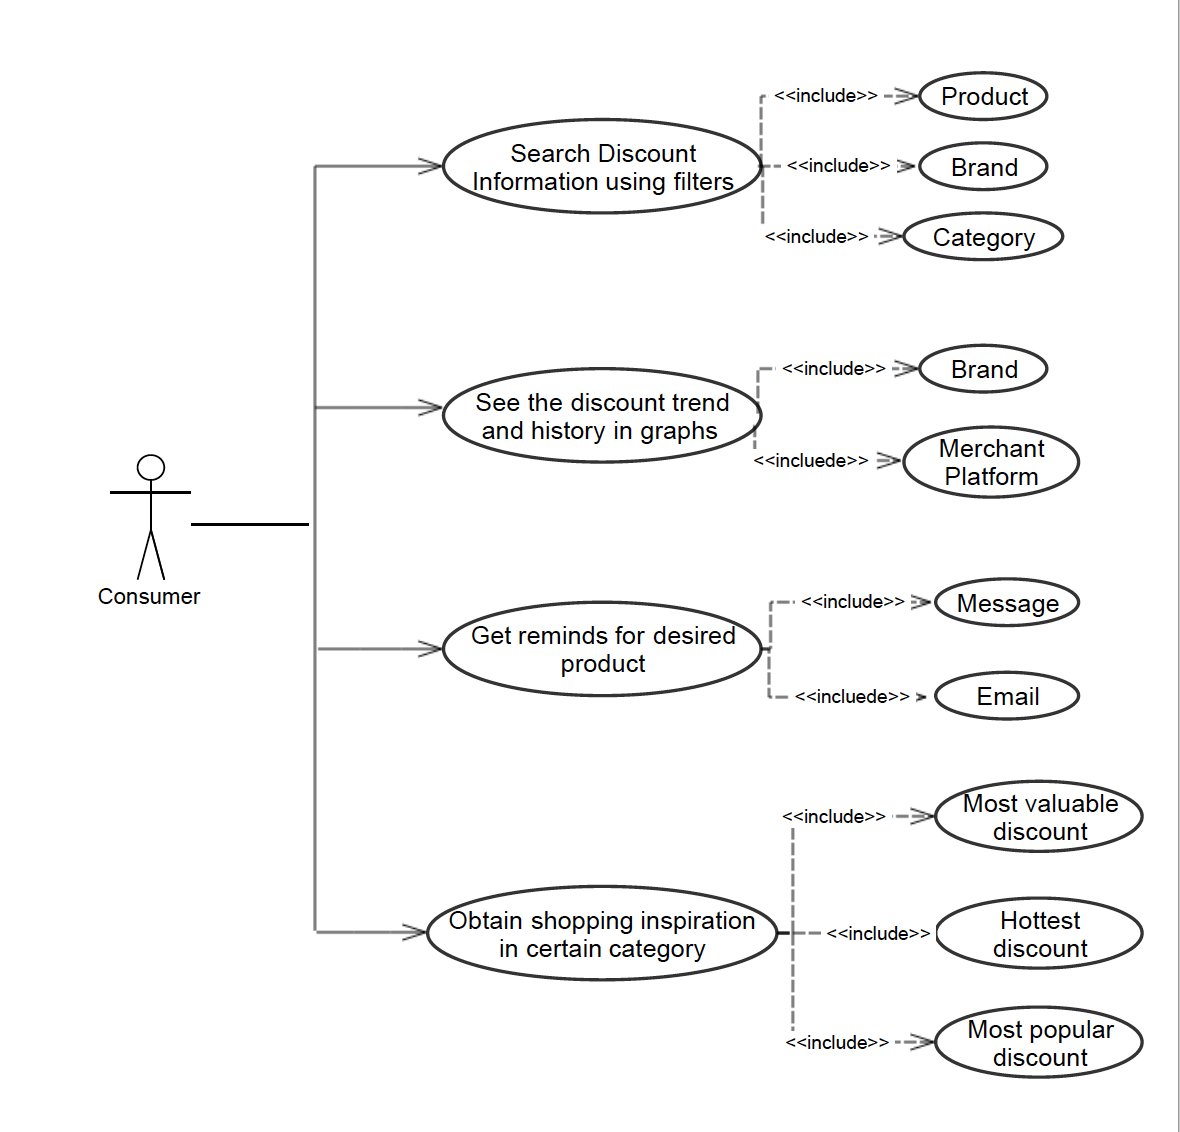 <<include>>
Product
Search Discount
Information using filters
<<include>>
Brand
<<include>>
Category
<<include>>
Brand
See the discount trend
and history in graphs
<<incluede>>
Merchant
Platform
Consumer
<<include>>
Message
Get reminds for desired
product
<<incluede>>
Email
<<include>>
Most valuable
discount
Obtain shopping inspiration
in certain category
<<include>>
Hottest
discount
<<include>>
Most popular
discount